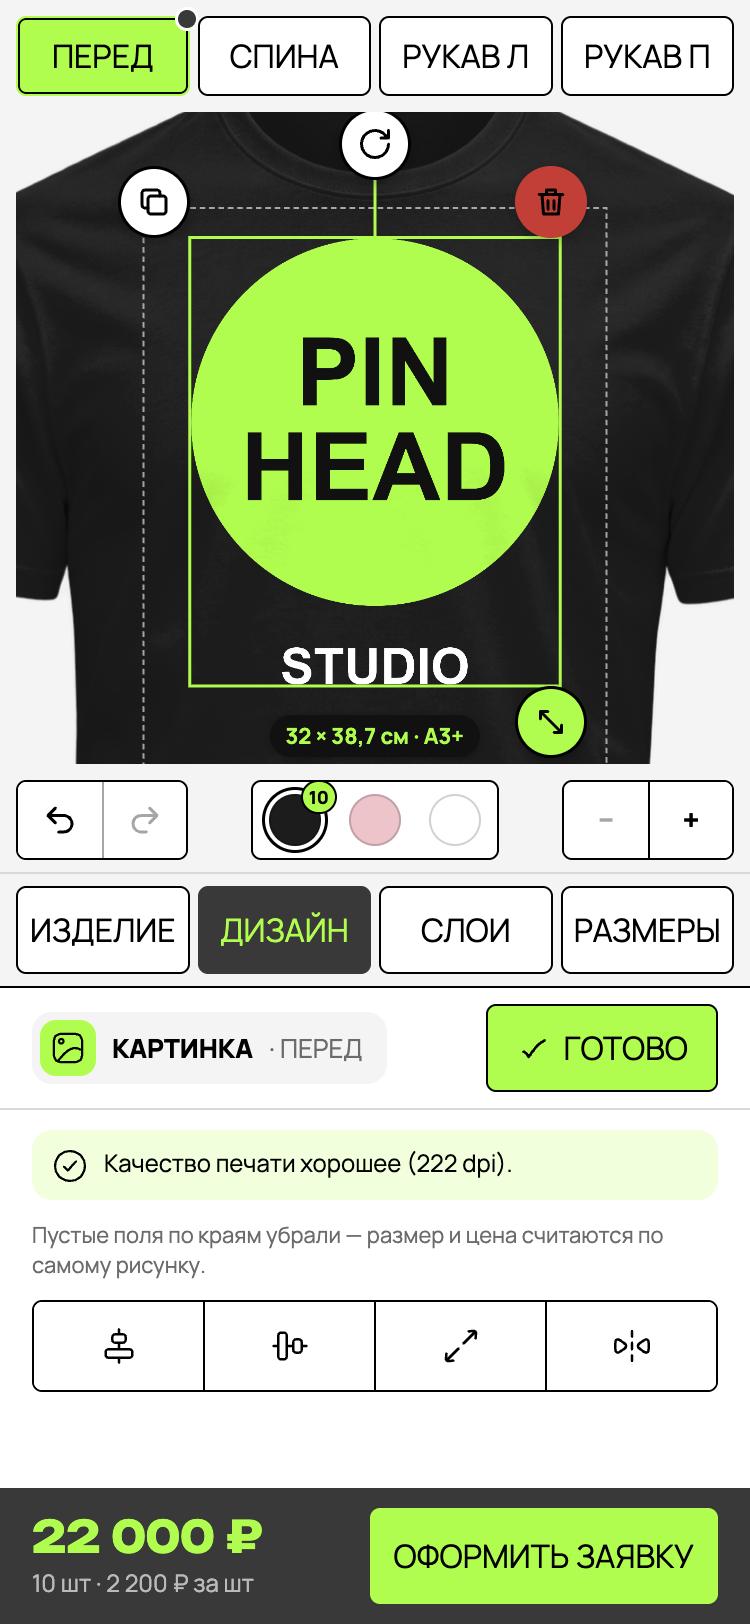 ПЕРЕД
СПИНА
РУКАВ Л
РУКАВ П
PIN
HEAD
STUDIO
32 × 38,7 см · А3+
10
−
+
ИЗДЕЛИЕ
ДИЗАЙН
СЛОИ
РАЗМЕРЫ
КАРТИНКА · ПЕРЕД
ГОТОВО
Качество печати хорошее (222 dpi).
Пустые поля по краям убрали — размер и цена считаются по
самому рисунку.
22 000 ₽
10 шт · 2 200 ₽ за шт
ОФОРМИТЬ ЗАЯВКУ